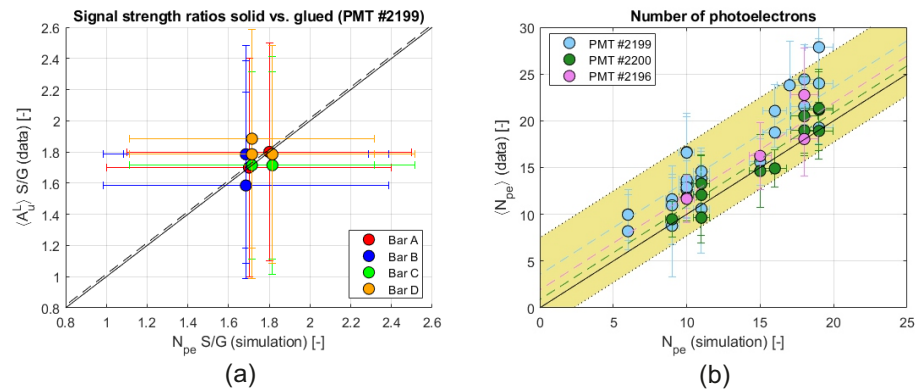 Signal strength ratios solid vs. glued (PMT #2199)
2.6
2.4
2.2
2
1.8
1.6
1.4
1.2
1
0.8
⟨A_u^L⟩ S/G (data) [-]
Bar A
Bar B
Bar C
Bar D
0.8 1 1.2 1.4 1.6 1.8 2 2.2 2.4 2.6
N_pe S/G (simulation) [-]
(a)
Number of photoelectrons
30
25
20
15
10
5
0
⟨N_pe⟩ (data) [-]
PMT #2199
PMT #2200
PMT #2196
0 5 10 15 20 25
N_pe (simulation) [-]
(b)